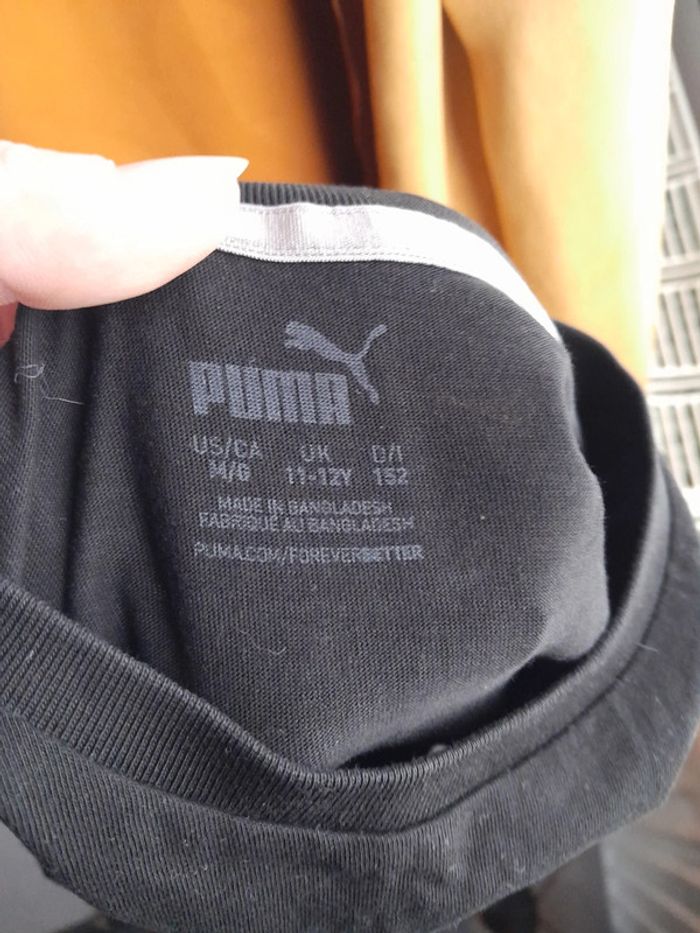 PUMA
US/CA UK D/I
M/G 11-12Y 152
MADE IN BANGLADESH
FABRIQUÉ AU BANGLADESH
PUMA.COM/FOREVERBETTER